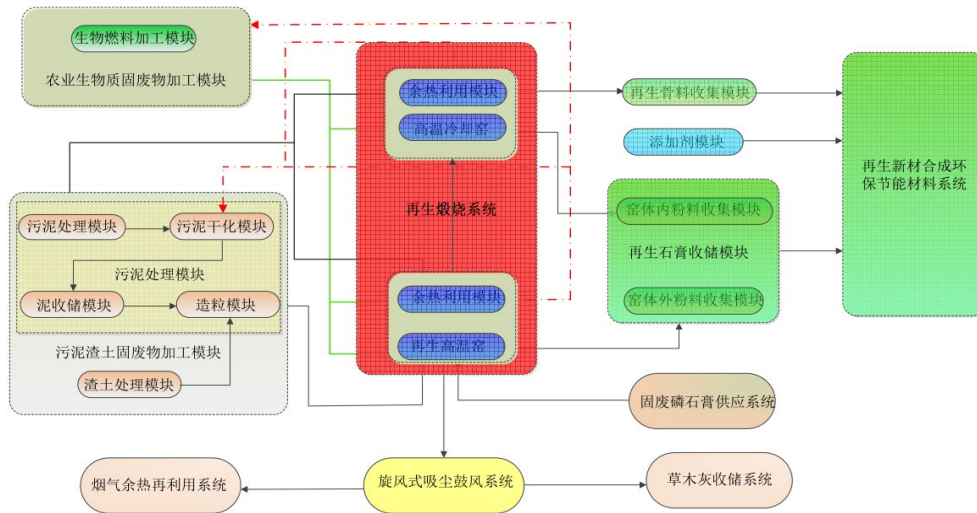 生物燃料加工模块
农业生物质固废物加工模块
余热利用模块
高温冷却窑
再生煅烧系统
余热利用模块
再生高温窑
再生骨料收集模块
添加剂模块
再生新材合成环
保节能材料系统
窑体内粉料收集模块
再生石膏收储模块
窑体外粉料收集模块
污泥处理模块
污泥干化模块
污泥处理模块
泥收储模块
造粒模块
污泥渣土固废物加工模块
渣土处理模块
固废磷石膏供应系统
烟气余热再利用系统
旋风式吸尘鼓风系统
草木灰收储系统